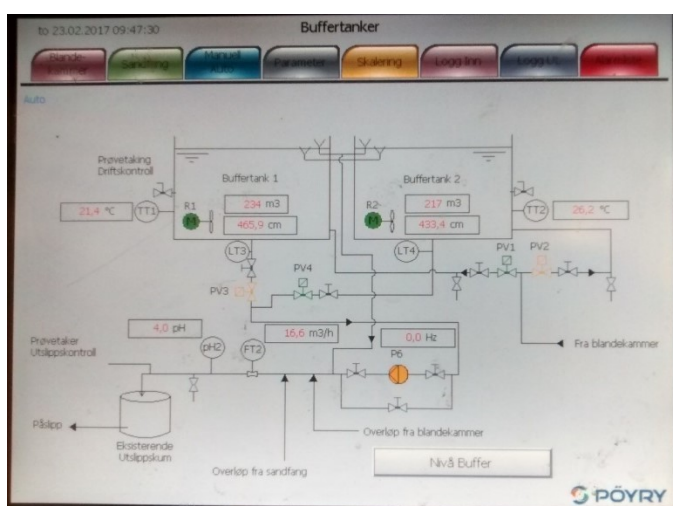 to 23.02.2017 09:47:30
Buffertanker
Blande-
kammer
Sandfang
Manuell
Auto
Parameter
Skalering
Logg Inn
Logg Ut
Auto
Prøvetaking
Driftskontroll
Buffertank 1
Buffertank 2
R1
234 m3
R2
217 m3
21,4 °C
TT1
M
465,9 cm
M
433,4 cm
TT2
26,2 °C
LT3
LT4
PV1
PV2
PV4
PV3
4,0 pH
16,6 m3/h
0,0 Hz
Prøvetaker
Utslippskontroll
pH2
FT2
P6
Fra blandekammer
Påslipp
Eksisterende
Utslippskum
Overløp fra blandekammer
Overløp fra sandfang
Nivå Buffer
PÖYRY